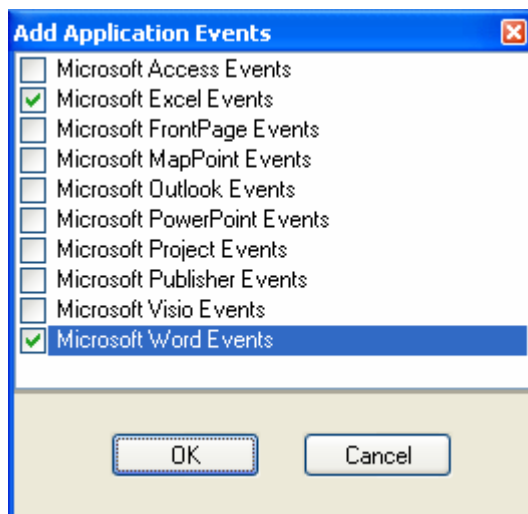 Add Application Events
Microsoft Access Events
Microsoft Excel Events
Microsoft FrontPage Events
Microsoft MapPoint Events
Microsoft Outlook Events
Microsoft PowerPoint Events
Microsoft Project Events
Microsoft Publisher Events
Microsoft Visio Events
Microsoft Word Events
OK Cancel